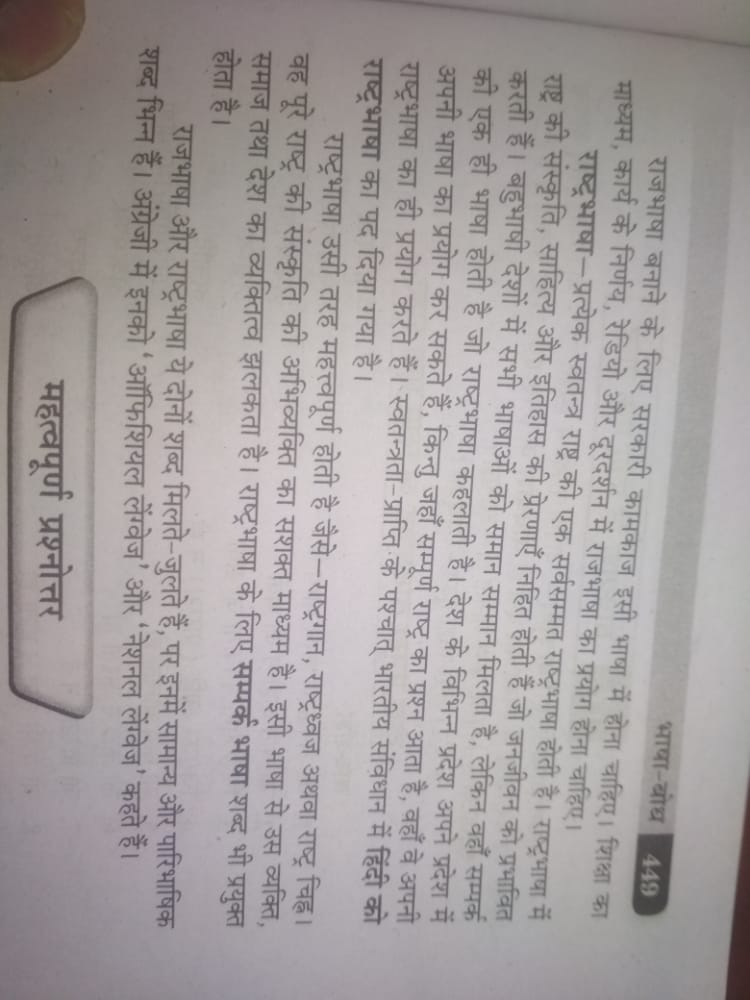 भाषा-बोध 449
राजभाषा बनाने के लिए सरकारी कामकाज इसी भाषा में होना चाहिए। शिक्षा का
माध्यम, कार्य के निर्णय, रेडियो और दूरदर्शन में राजभाषा का प्रयोग होना चाहिए।
राष्ट्रभाषा—प्रत्येक स्वतन्त्र राष्ट्र की एक सर्वसम्मत राष्ट्रभाषा होती है। राष्ट्रभाषा में
राष्ट्र की संस्कृति, साहित्य और इतिहास की प्रेरणाएँ निहित होती हैं जो जनजीवन को प्रभावित
करती हैं। बहुभाषी देशों में सभी भाषाओं को समान सम्मान मिलता है, लेकिन वहाँ सम्पर्क
की एक ही भाषा होती है जो राष्ट्रभाषा कहलाती है। देश के विभिन्न प्रदेश अपने प्रदेश में
अपनी भाषा का प्रयोग कर सकते हैं, किन्तु जहाँ सम्पूर्ण राष्ट्र का प्रश्न आता है, वहाँ वे अपनी
राष्ट्रभाषा का ही प्रयोग करते हैं। स्वतन्त्रता-प्राप्ति के पश्चात् भारतीय संविधान में हिंदी को
राष्ट्रभाषा का पद दिया गया है।
राष्ट्रभाषा उसी तरह महत्त्वपूर्ण होती है जैसे—राष्ट्रगान, राष्ट्रध्वज अथवा राष्ट्र चिह्न।
वह पूरे राष्ट्र की संस्कृति की अभिव्यक्ति का सशक्त माध्यम है। इसी भाषा से उस व्यक्ति,
समाज तथा देश का व्यक्तित्व झलकता है। राष्ट्रभाषा के लिए सम्पर्क भाषा शब्द भी प्रयुक्त
होता है।
राजभाषा और राष्ट्रभाषा ये दोनों शब्द मिलते-जुलते हैं, पर इनमें सामान्य और पारिभाषिक
शब्द भिन्न हैं। अंग्रेजी में इनको 'ऑफिशियल लेंग्वेज' और 'नेशनल लेंग्वेज' कहते हैं।
महत्वपूर्ण प्रश्नोत्तर